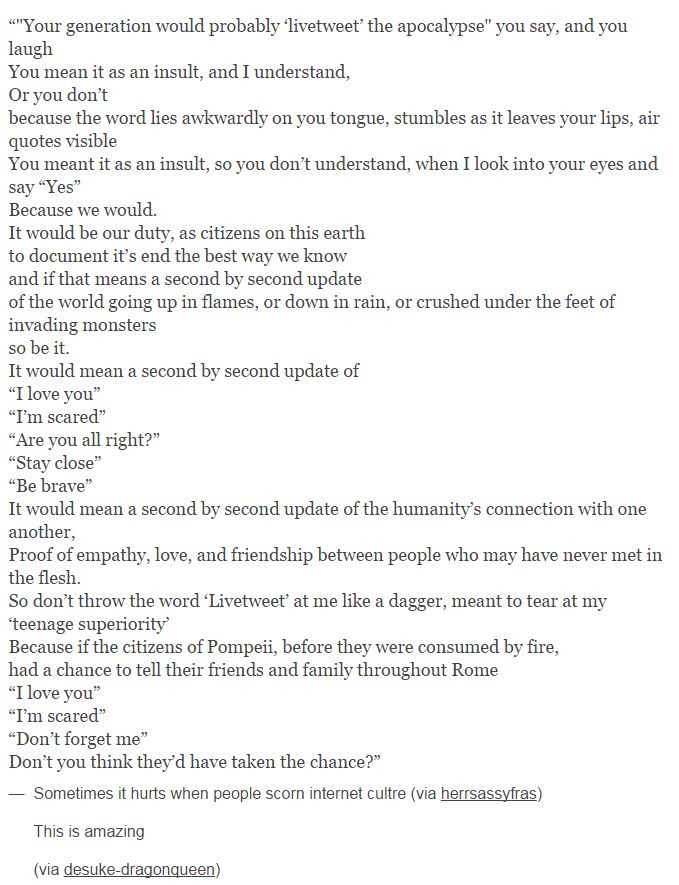 “"Your generation would probably ‘livetweet’ the apocalypse" you say, and you
laugh
You mean it as an insult, and I understand,
Or you don’t
because the word lies awkwardly on you tongue, stumbles as it leaves your lips, air
quotes visible
You meant it as an insult, so you don’t understand, when I look into your eyes and
say “Yes”
Because we would.
It would be our duty, as citizens on this earth
to document it’s end the best way we know
and if that means a second by second update
of the world going up in flames, or down in rain, or crushed under the feet of
invading monsters
so be it.
It would mean a second by second update of
“I love you”
“I’m scared”
“Are you all right?”
“Stay close”
“Be brave”
It would mean a second by second update of the humanity’s connection with one
another,
Proof of empathy, love, and friendship between people who may have never met in
the flesh.
So don’t throw the word ‘Livetweet’ at me like a dagger, meant to tear at my
‘teenage superiority’
Because if the citizens of Pompeii, before they were consumed by fire,
had a chance to tell their friends and family throughout Rome
“I love you”
“I’m scared”
“Don’t forget me”
Don’t you think they’d have taken the chance?”
— Sometimes it hurts when people scorn internet cultre (via herrsassyfras)
This is amazing
(via desuke-dragonqueen)